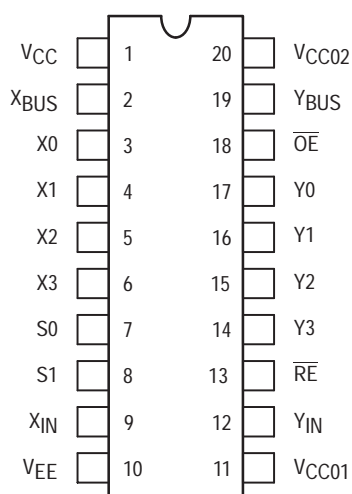 VCC 1 20 VCC02
XBUS 2 19 YBUS
X0 3 18 O̅E̅
X1 4 17 Y0
X2 5 16 Y1
X3 6 15 Y2
S0 7 14 Y3
S1 8 13 R̅E̅
XIN 9 12 YIN
VEE 10 11 VCC01